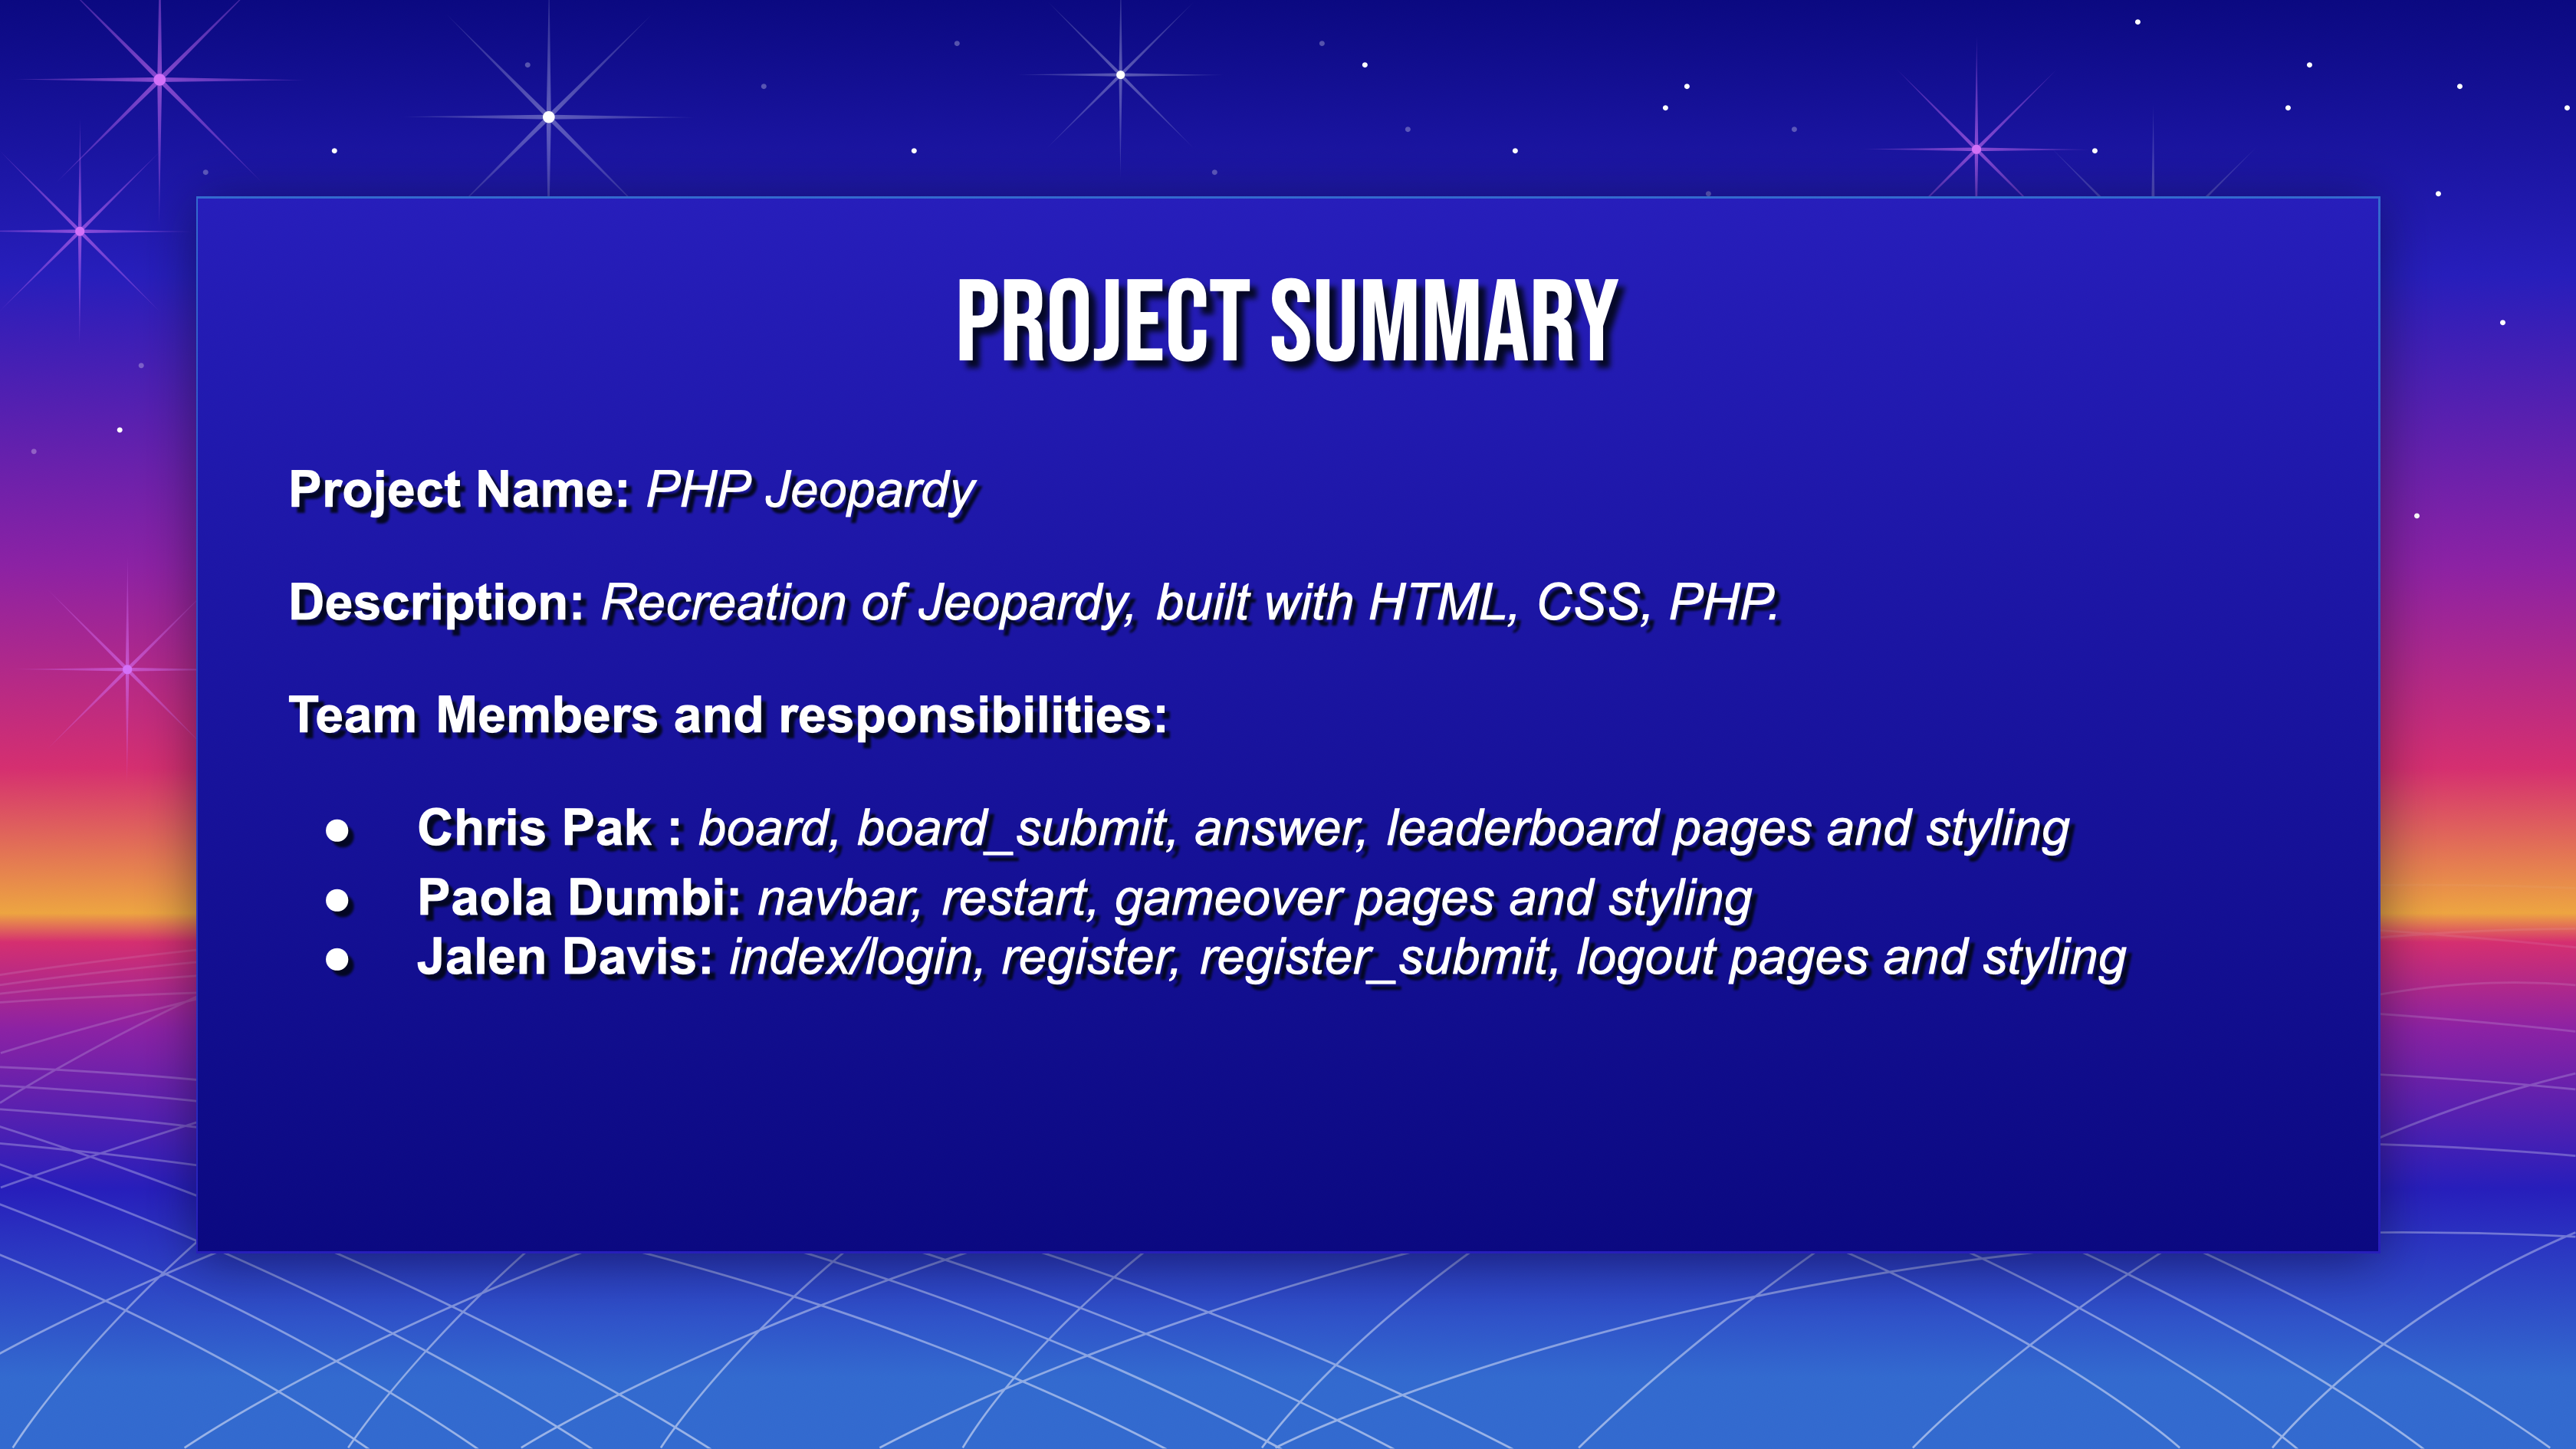 PROJECT SUMMARY
Project Name: PHP Jeopardy
Description: Recreation of Jeopardy, built with HTML, CSS, PHP.
Team Members and responsibilities:
● Chris Pak : board, board_submit, answer, leaderboard pages and styling
● Paola Dumbi: navbar, restart, gameover pages and styling
● Jalen Davis: index/login, register, register_submit, logout pages and styling